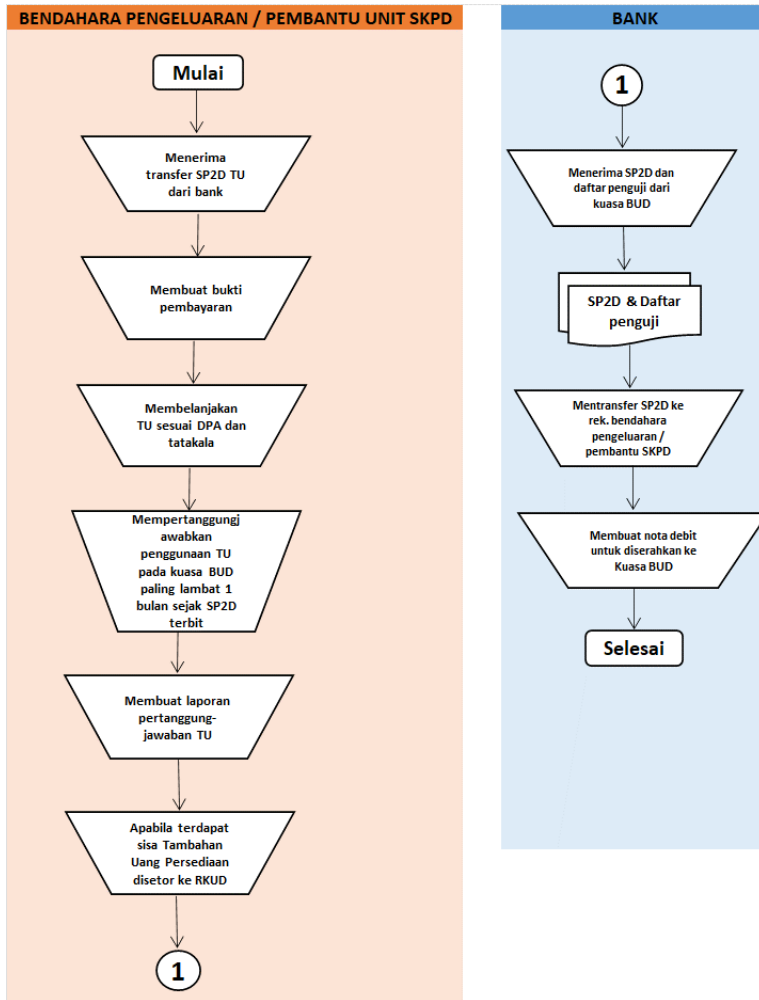 BENDAHARA PENGELUARAN / PEMBANTU UNIT SKPD
Mulai
Menerima
transfer SP2D TU
dari bank
Membuat bukti
pembayaran
Membelanjakan
TU sesuai DPA dan
tatakala
Mempertanggungj
awabkan
penggunaan TU
pada kuasa BUD
paling lambat 1
bulan sejak SP2D
terbit
Membuat laporan
pertanggung-
jawaban TU
Apabila terdapat
sisa Tambahan
Uang Persediaan
disetor ke RKUD
1
BANK
1
Menerima SP2D dan
daftar penguji dari
kuasa BUD
SP2D & Daftar
penguji
Mentransfer SP2D ke
rek. bendahara
pengeluaran /
pembantu SKPD
Membuat nota debit
untuk diserahkan ke
Kuasa BUD
Selesai